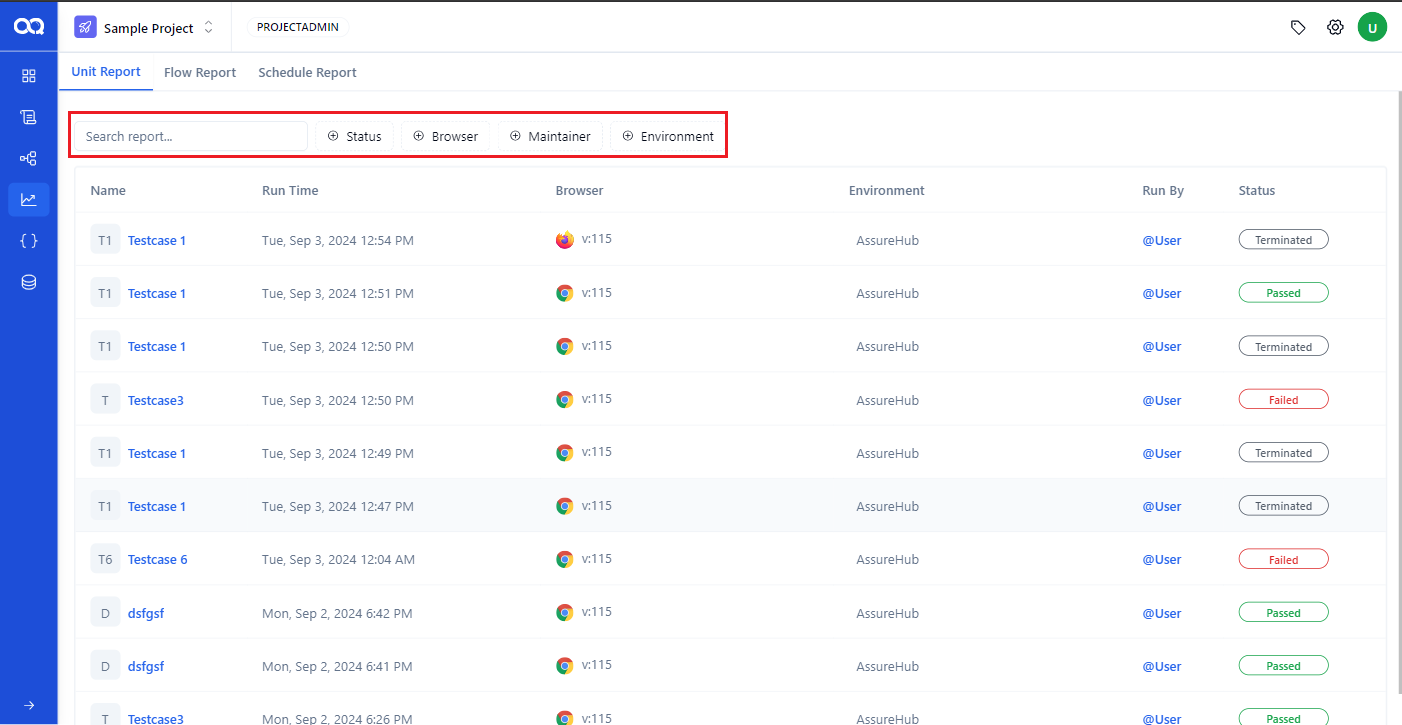 Sample Project PROJECTADMIN U
Unit Report Flow Report Schedule Report
Search report... Status Browser Maintainer Environment
Name Run Time Browser Environment Run By Status
T1 Testcase 1 Tue, Sep 3, 2024 12:54 PM v:115 AssureHub @User Terminated
T1 Testcase 1 Tue, Sep 3, 2024 12:51 PM v:115 AssureHub @User Passed
T1 Testcase 1 Tue, Sep 3, 2024 12:50 PM v:115 AssureHub @User Terminated
T Testcase3 Tue, Sep 3, 2024 12:50 PM v:115 AssureHub @User Failed
T1 Testcase 1 Tue, Sep 3, 2024 12:49 PM v:115 AssureHub @User Terminated
T1 Testcase 1 Tue, Sep 3, 2024 12:47 PM v:115 AssureHub @User Terminated
T6 Testcase 6 Tue, Sep 3, 2024 12:04 AM v:115 AssureHub @User Failed
D dsfgsf Mon, Sep 2, 2024 6:42 PM v:115 AssureHub @User Passed
D dsfgsf Mon, Sep 2, 2024 6:41 PM v:115 AssureHub @User Passed
T Testcase3 Mon, Sep 2, 2024 6:26 PM v:115 AssureHub @User Passed